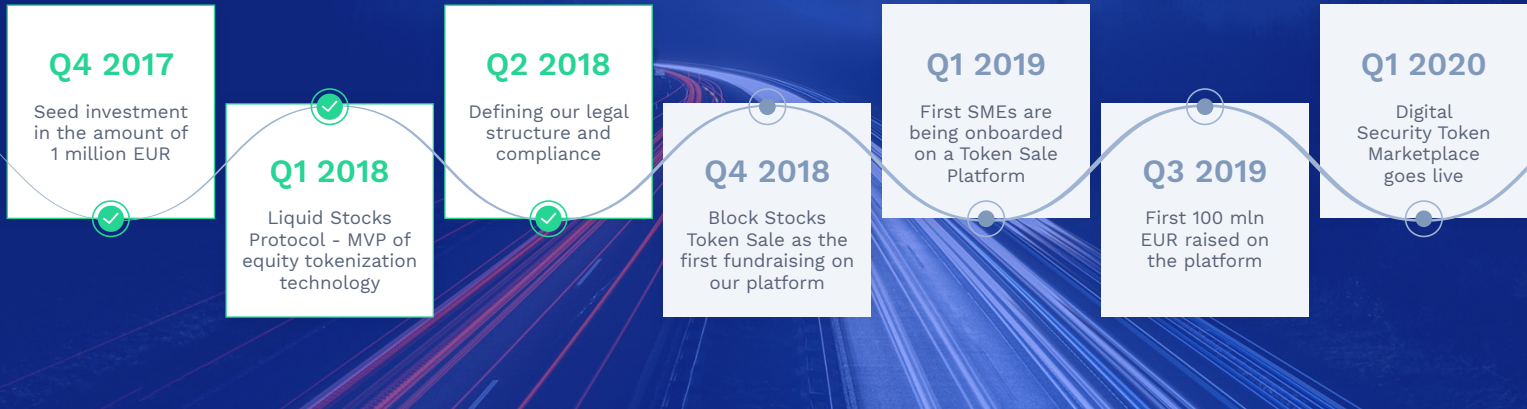 Q4 2017
Seed investment
in the amount of
1 million EUR
Q1 2018
Liquid Stocks
Protocol - MVP of
equity tokenization
technology
Q2 2018
Defining our legal
structure and
compliance
Q4 2018
Block Stocks
Token Sale as the
first fundraising on
our platform
Q1 2019
First SMEs are
being onboarded
on a Token Sale
Platform
Q3 2019
First 100 mln
EUR raised on
the platform
Q1 2020
Digital
Security Token
Marketplace
goes live